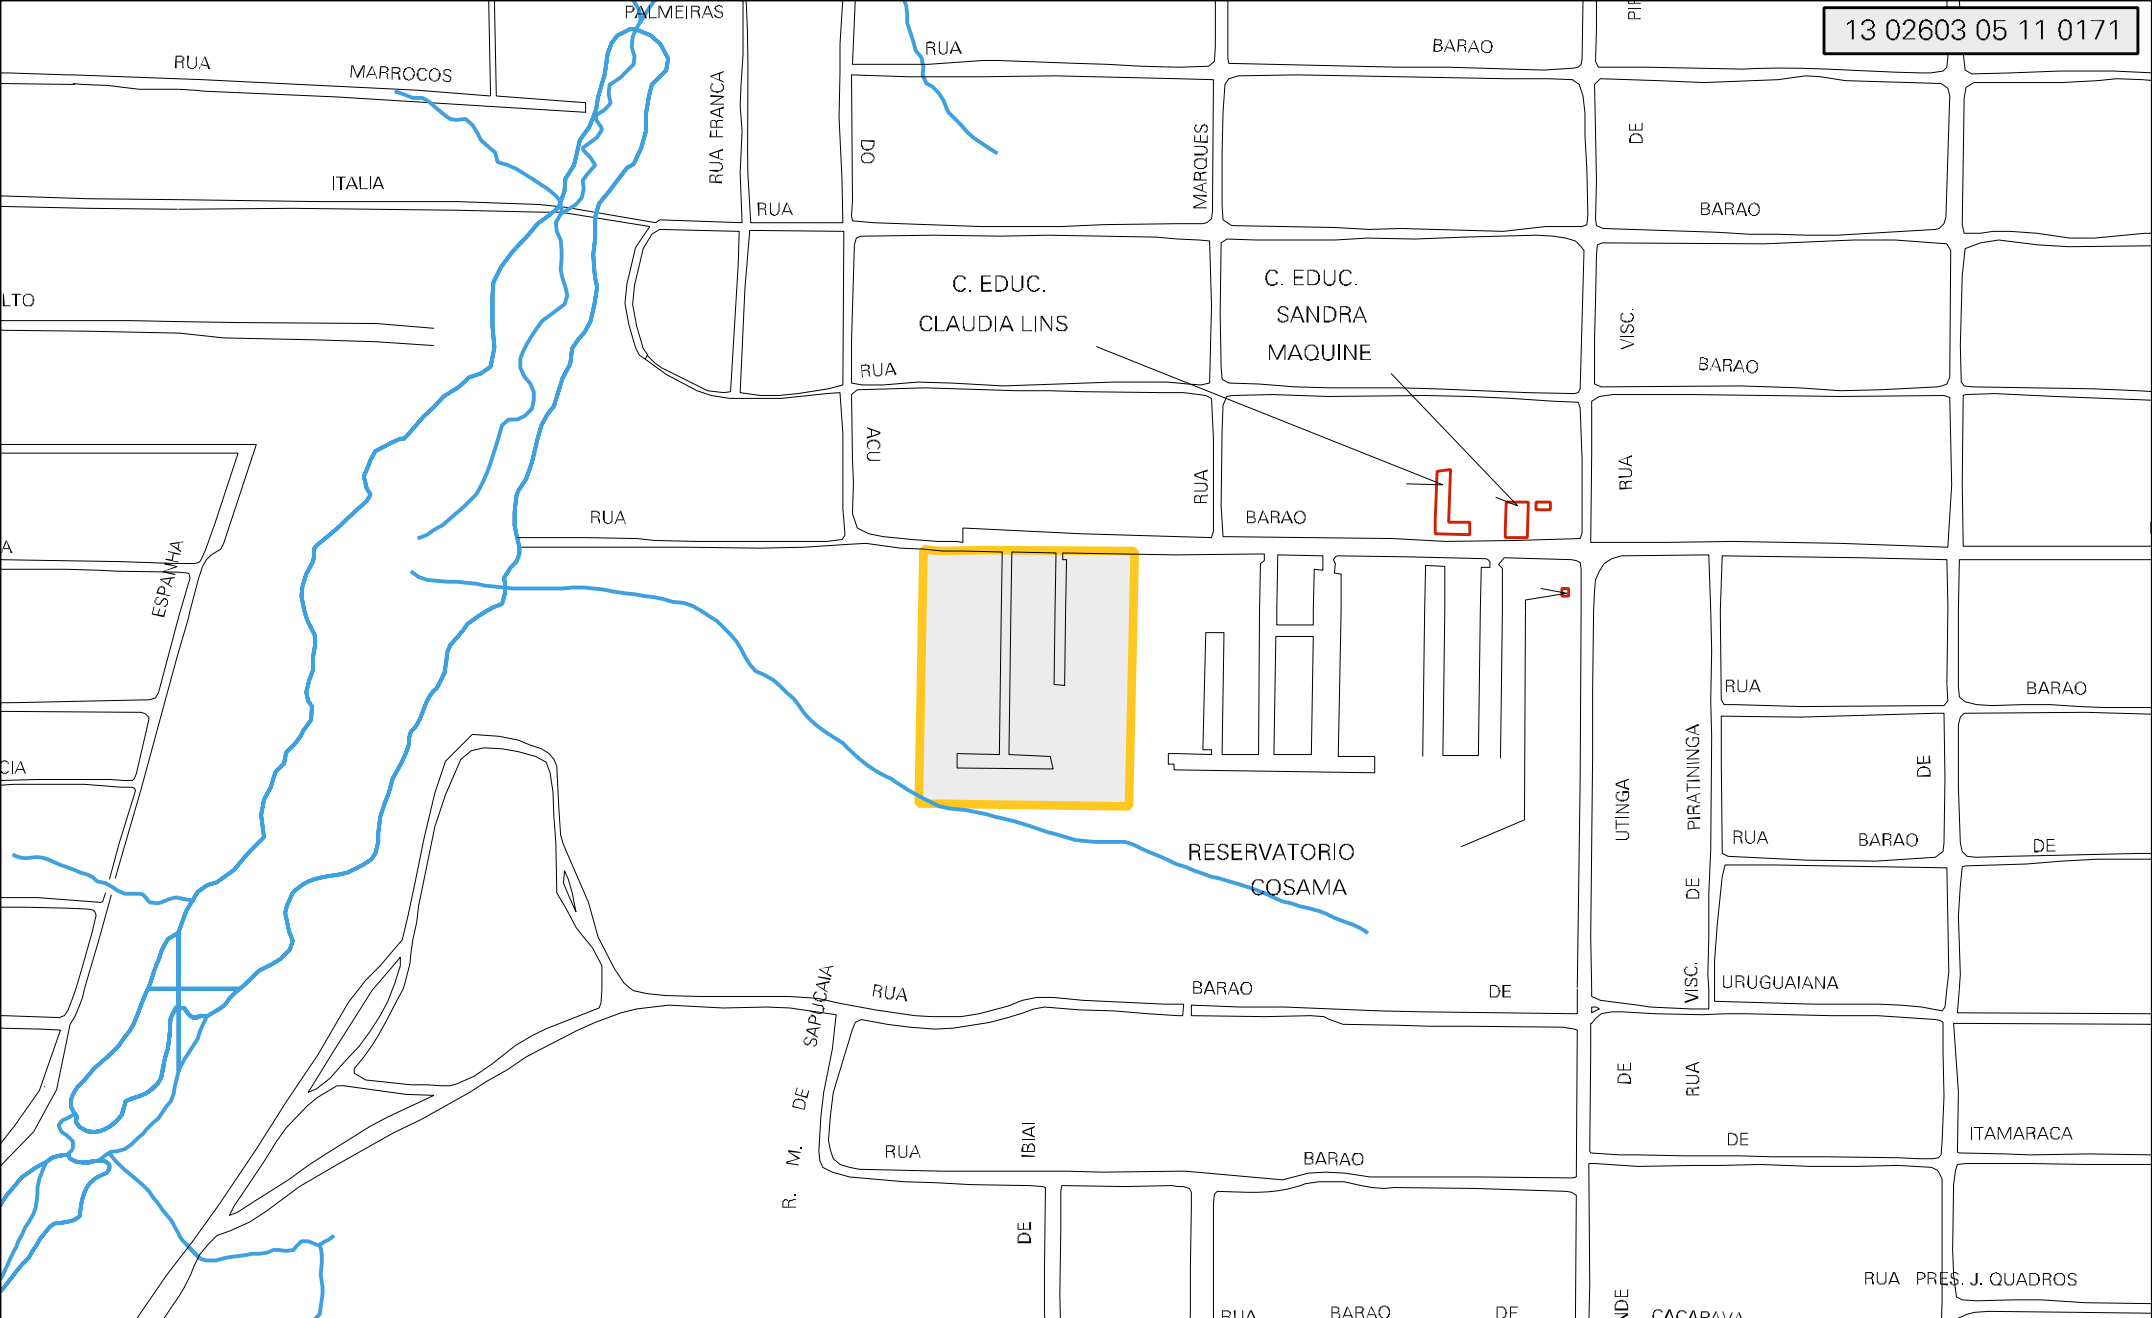 PALMEIRAS
13 02603 05 11 0171
RUA
MARROCOS
RUA
BARAO
RUA FRANCA
DO
MARQUES
DE
ITALIA
RUA
BARAO
C. EDUC.
CLAUDIA LINS
C. EDUC.
SANDRA
MAQUINE
LTO
VISC.
RUA
BARAO
ACU
RUA
RUA
RUA
BARAO
A
ESPANHA
RUA
BARAO
CIA
UTINGA
PIRATININGA
DE
RUA
BARAO
DE
RESERVATORIO
COSAMA
DE
VISC.
SAPUCAIA
RUA
BARAO
DE
URUGUAIANA
DE
RUA
DE
M.
R.
RUA
IBIAI
BARAO
DE
ITAMARACA
DE
RUA PRES. J. QUADROS
RUA
BARAO
DE
NDE
CACAPAVA